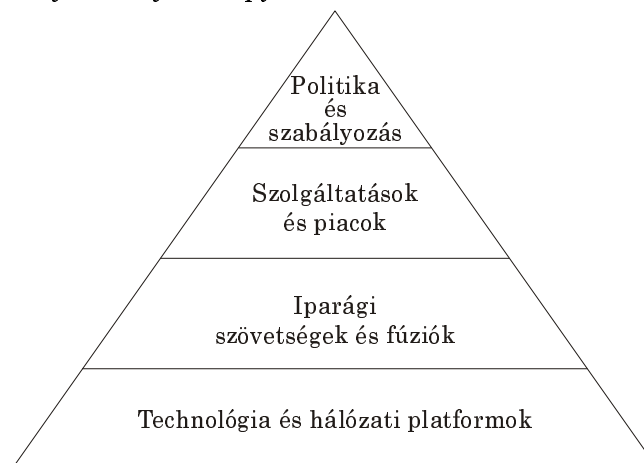 Politika
és
szabályozás
Szolgáltatások
és piacok
Iparági
szövetségek és fúziók
Technológia és hálózati platformok